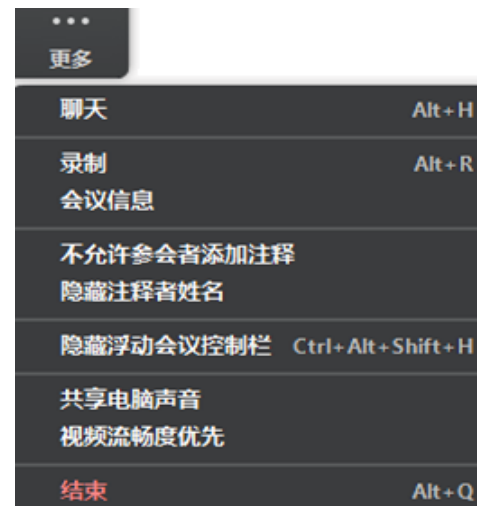 更多
聊天 Alt+H
录制 Alt+R
会议信息
不允许参会者添加注释
隐藏注释者姓名
隐藏浮动会议控制栏 Ctrl+Alt+Shift+H
共享电脑声音
视频流畅度优先
结束 Alt+Q